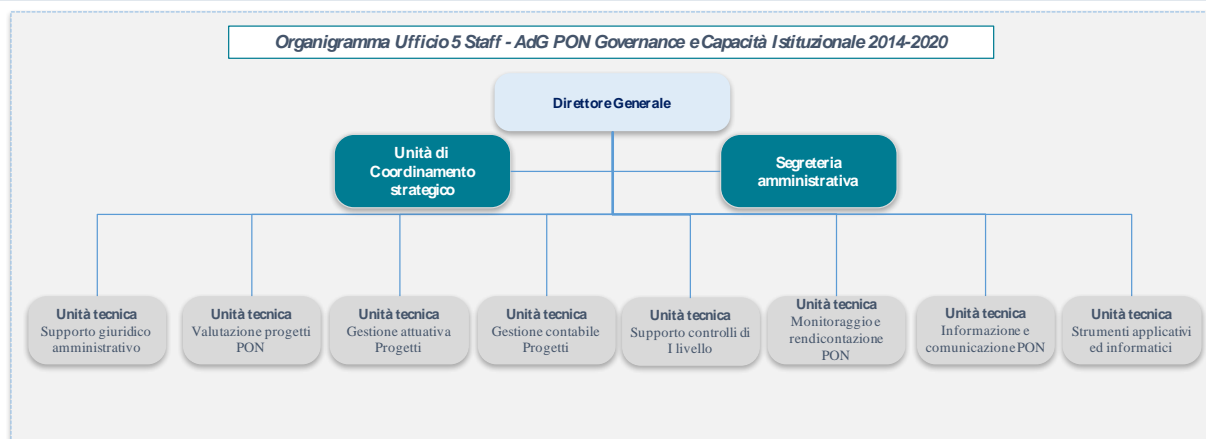 Organigramma Ufficio 5 Staff - AdG PON Governance e Capacità Istituzionale 2014-2020
Direttore Generale
Unità di
Coordinamento
strategico
Segreteria
amministrativa
Unità tecnica
Supporto giuridico
amministrativo
Unità tecnica
Valutazione progetti
PON
Unità tecnica
Gestione attuativa
Progetti
Unità tecnica
Gestione contabile
Progetti
Unità tecnica
Supporto controlli di
I livello
Unità tecnica
Monitoraggio e
rendicontazione
PON
Unità tecnica
Informazione e
comunicazione PON
Unità tecnica
Strumenti applicativi
ed informatici